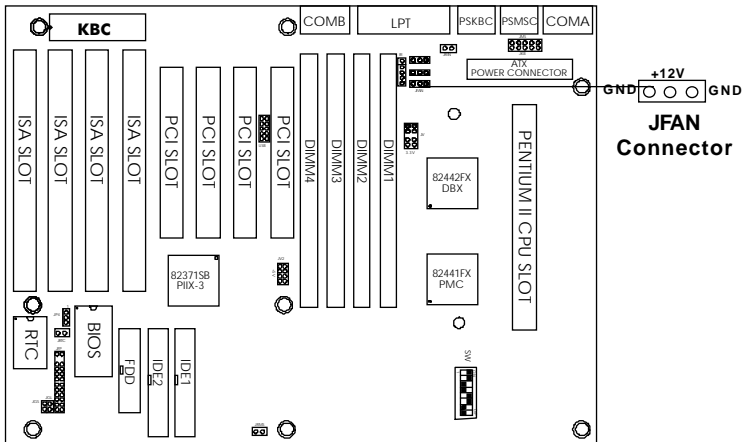 COMB
LPT
PSKBC
PSMSC
COMA
KBC
ATX
POWER CONNECTOR
+12V
GND
GND
JFAN
Connector
ISA SLOT
ISA SLOT
ISA SLOT
ISA SLOT
PCI SLOT
PCI SLOT
PCI SLOT
PCI SLOT
DIMM4
DIMM3
DIMM2
DIMM1
PENTIUM II CPU SLOT
82442FX
DBX
82371SB
PIIX-3
82441FX
PMC
RTC
BIOS
FDD
IDE2
IDE1
SW